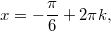 x = −π/6 + 2πk,